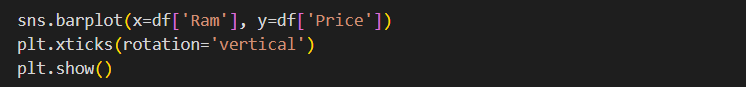 sns.barplot(x=df['Ram'], y=df['Price'])
plt.xticks(rotation='vertical')
plt.show()